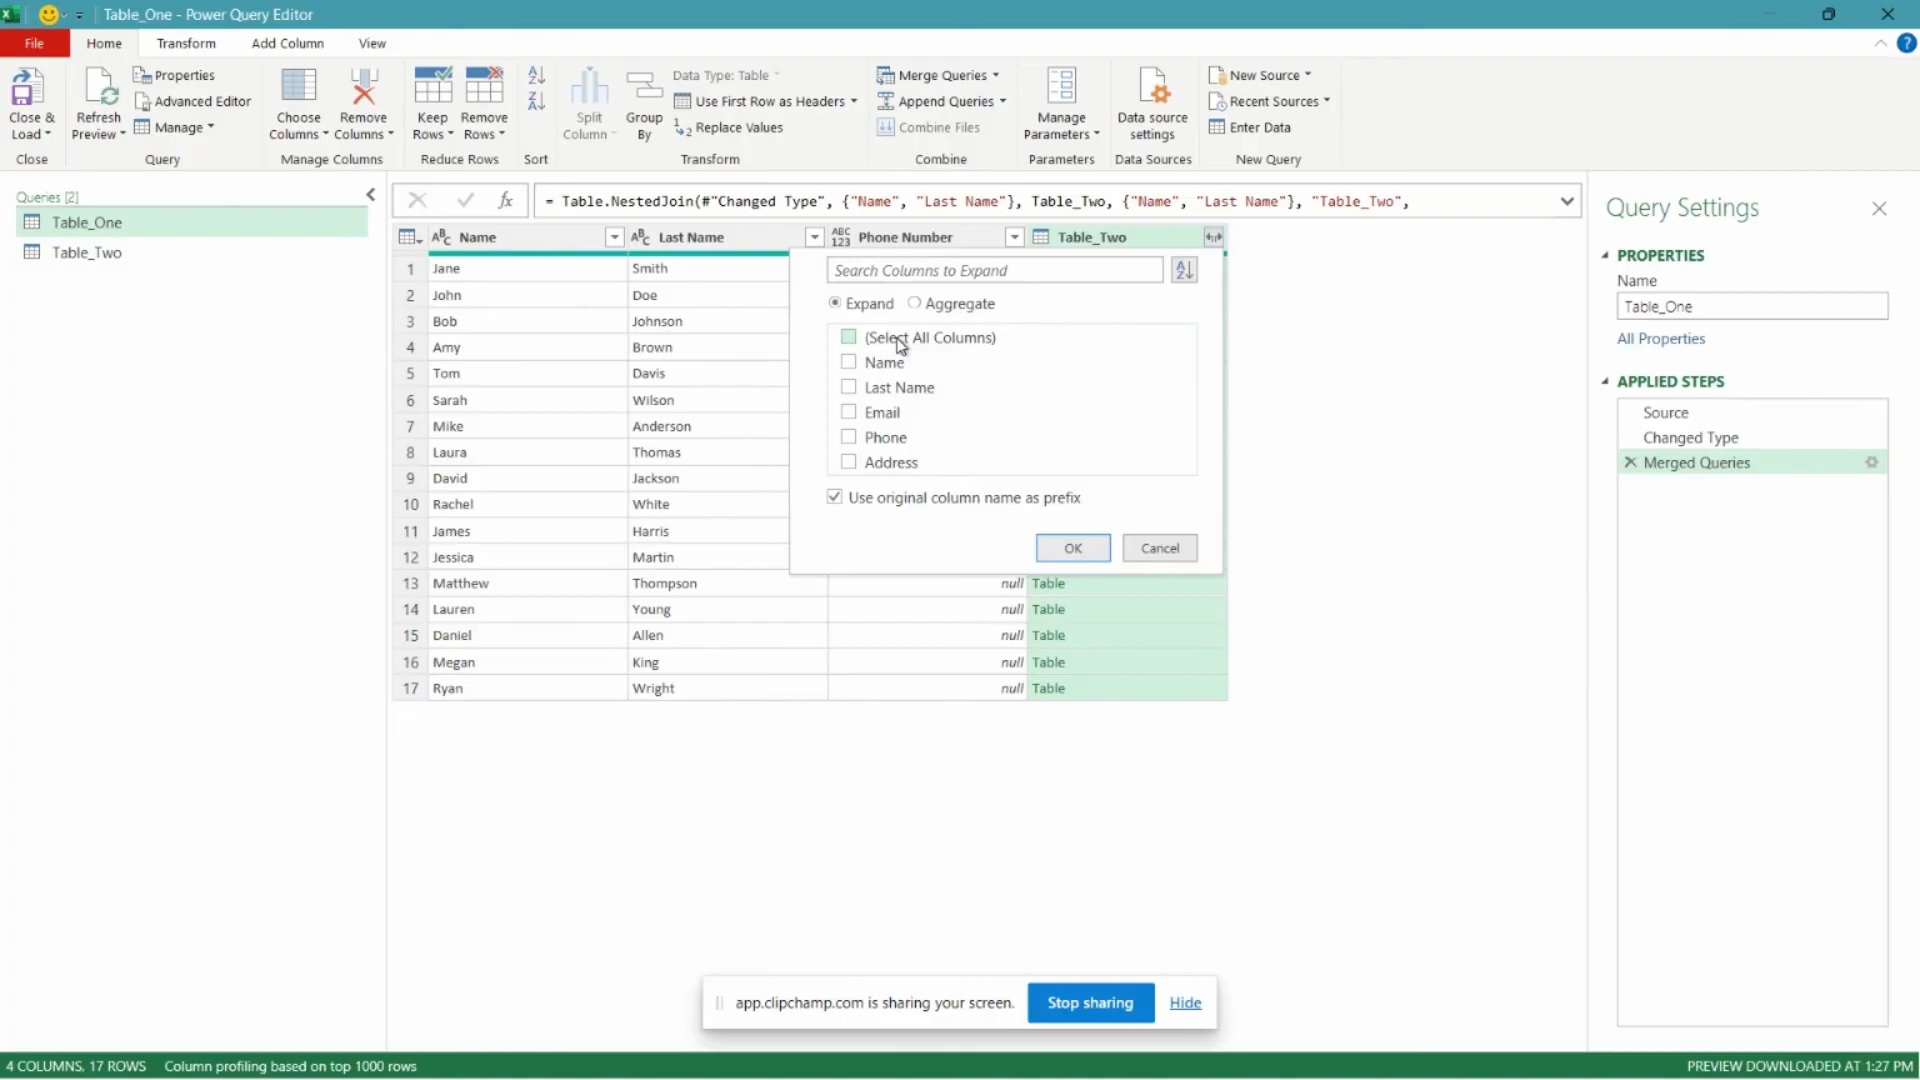 Table_One - Power Query Editor
File Home Transform Add Column View
Close & Load
Close
Refresh Preview
Properties
Advanced Editor
Manage
Query
Choose Columns
Remove Columns
Manage Columns
Keep Rows
Remove Rows
Reduce Rows
Sort
Split Column
Group By
Data Type: Table
Use First Row as Headers
Replace Values
Transform
Merge Queries
Append Queries
Combine Files
Combine
Manage Parameters
Parameters
Data source settings
Data Sources
New Source
Recent Sources
Enter Data
New Query
Queries [2]
Table_One
Table_Two
fx
= Table.NestedJoin(#"Changed Type", {"Name", "Last Name"}, Table_Two, {"Name", "Last Name"}, "Table_Two",
ABC Name ABC Last Name ABC 123 Phone Number Table_Two
1 Jane Smith
2 John Doe
3 Bob Johnson
4 Amy Brown
5 Tom Davis
6 Sarah Wilson
7 Mike Anderson
8 Laura Thomas
9 David Jackson
10 Rachel White
11 James Harris
12 Jessica Martin
13 Matthew Thompson null Table
14 Lauren Young null Table
15 Daniel Allen null Table
16 Megan King null Table
17 Ryan Wright null Table
Search Columns to Expand
AZ
Expand Aggregate
(Select All Columns)
Name
Last Name
Email
Phone
Address
Use original column name as prefix
OK Cancel
Query Settings
PROPERTIES
Name
Table_One
All Properties
APPLIED STEPS
Source
Changed Type
Merged Queries
app.clipchamp.com is sharing your screen. Stop sharing Hide
4 COLUMNS, 17 ROWS Column profiling based on top 1000 rows PREVIEW DOWNLOADED AT 1:27 PM